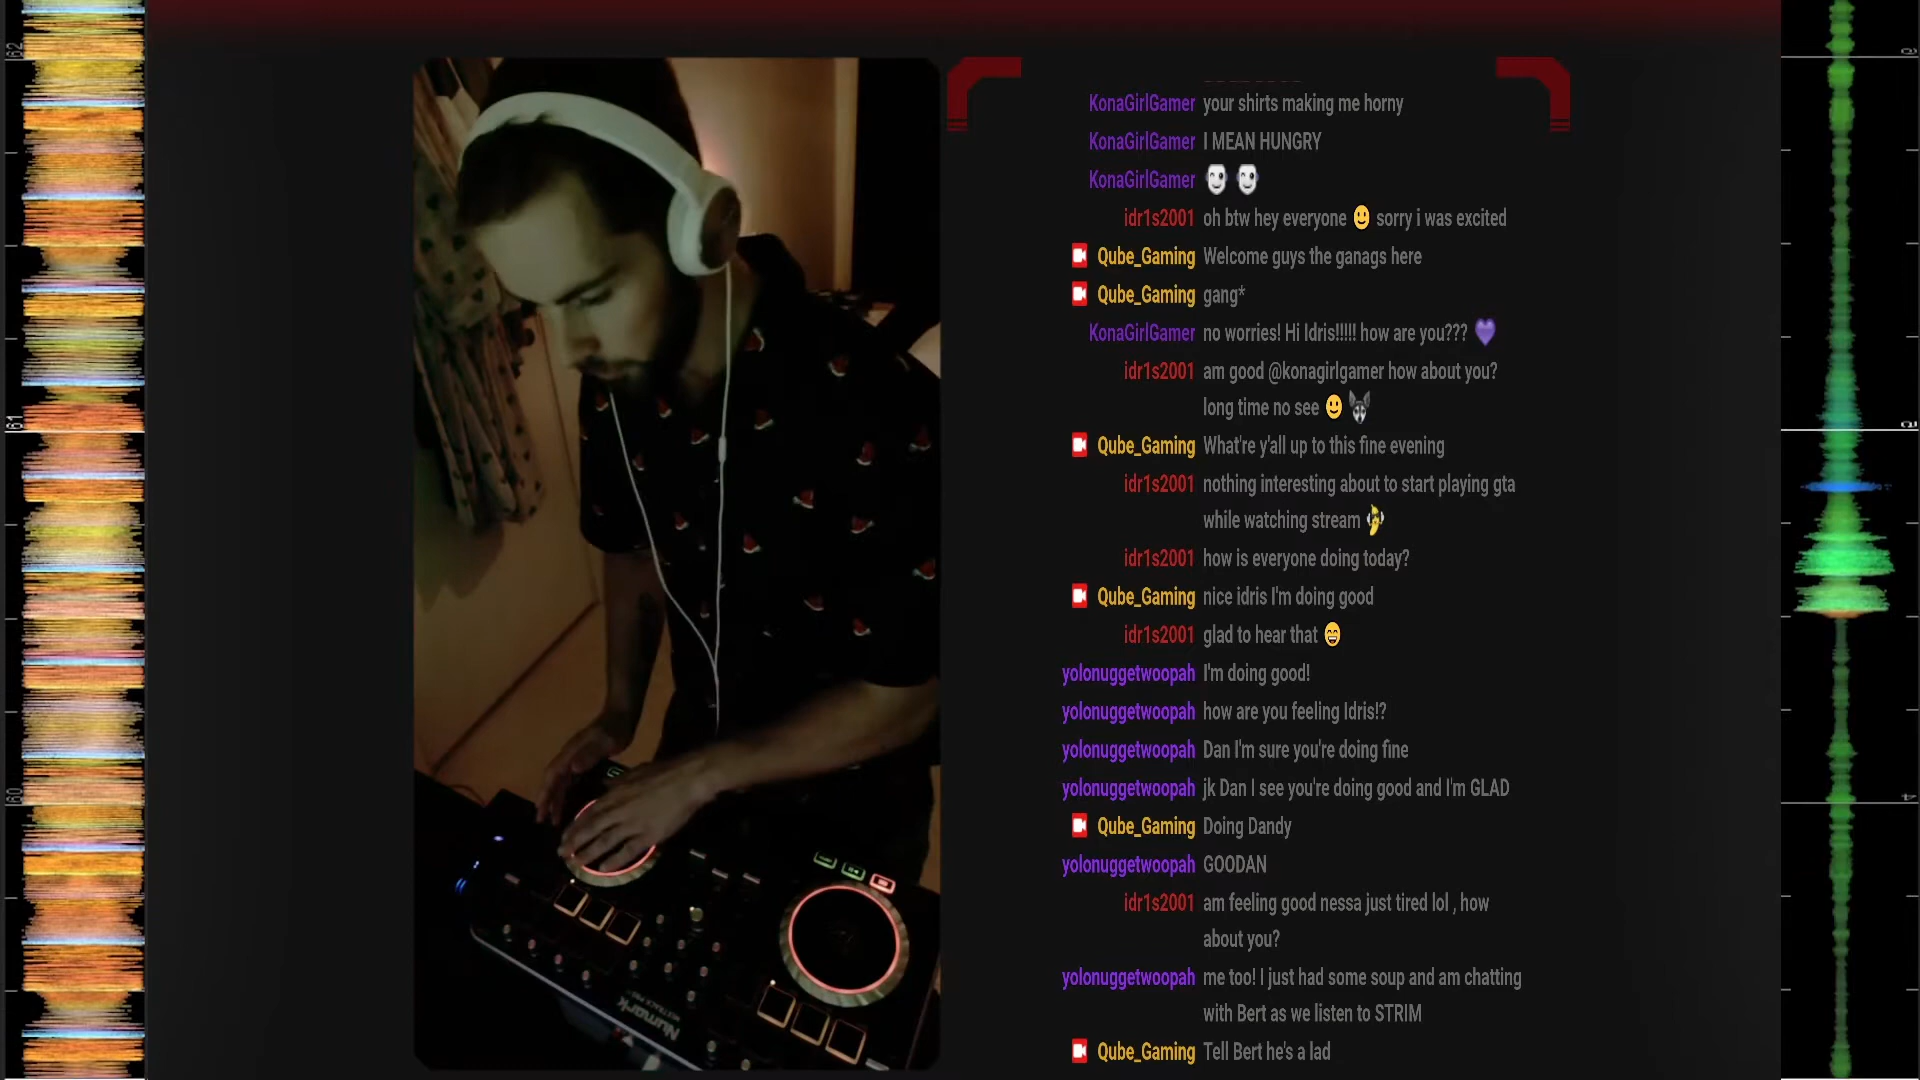 62
61
60
KonaGirlGamer your shirts making me horny
KonaGirlGamer I MEAN HUNGRY
KonaGirlGamer
idr1s2001 oh btw hey everyone 🙂 sorry i was excited
Qube_Gaming Welcome guys the ganags here
Qube_Gaming gang*
KonaGirlGamer no worries! Hi Idris!!!!! how are you??? 💜
idr1s2001 am good @konagirlgamer how about you?
long time no see 🙂
Qube_Gaming What're y'all up to this fine evening
idr1s2001 nothing interesting about to start playing gta
while watching stream
idr1s2001 how is everyone doing today?
Qube_Gaming nice idris I'm doing good
idr1s2001 glad to hear that 😁
yolonuggetwoopah I'm doing good!
yolonuggetwoopah how are you feeling Idris!?
yolonuggetwoopah Dan I'm sure you're doing fine
yolonuggetwoopah jk Dan I see you're doing good and I'm GLAD
Qube_Gaming Doing Dandy
yolonuggetwoopah GOODAN
idr1s2001 am feeling good nessa just tired lol , how
about you?
yolonuggetwoopah me too! I just had some soup and am chatting
with Bert as we listen to STRIM
Qube_Gaming Tell Bert he's a lad
Numark